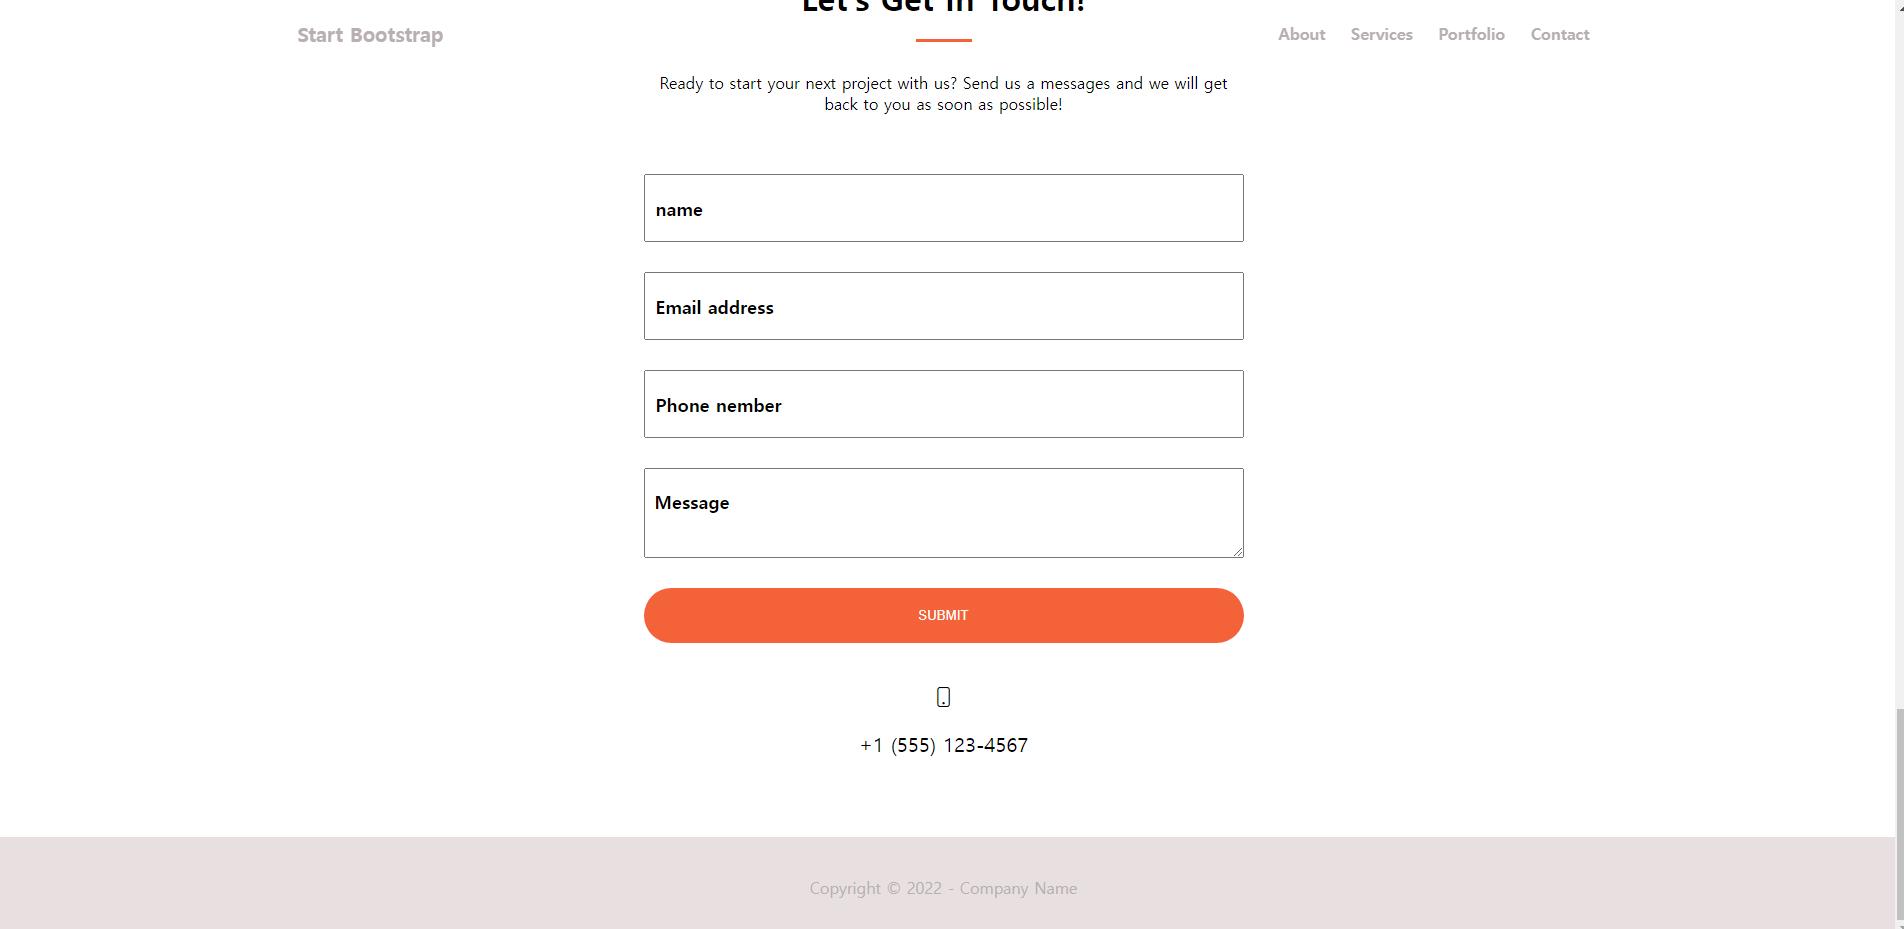 Let's Get In Touch!
Start Bootstrap
About Services Portfolio Contact
Ready to start your next project with us? Send us a messages and we will get
back to you as soon as possible!
name
Email address
Phone nember
Message
SUBMIT
+1 (555) 123-4567
Copyright © 2022 - Company Name